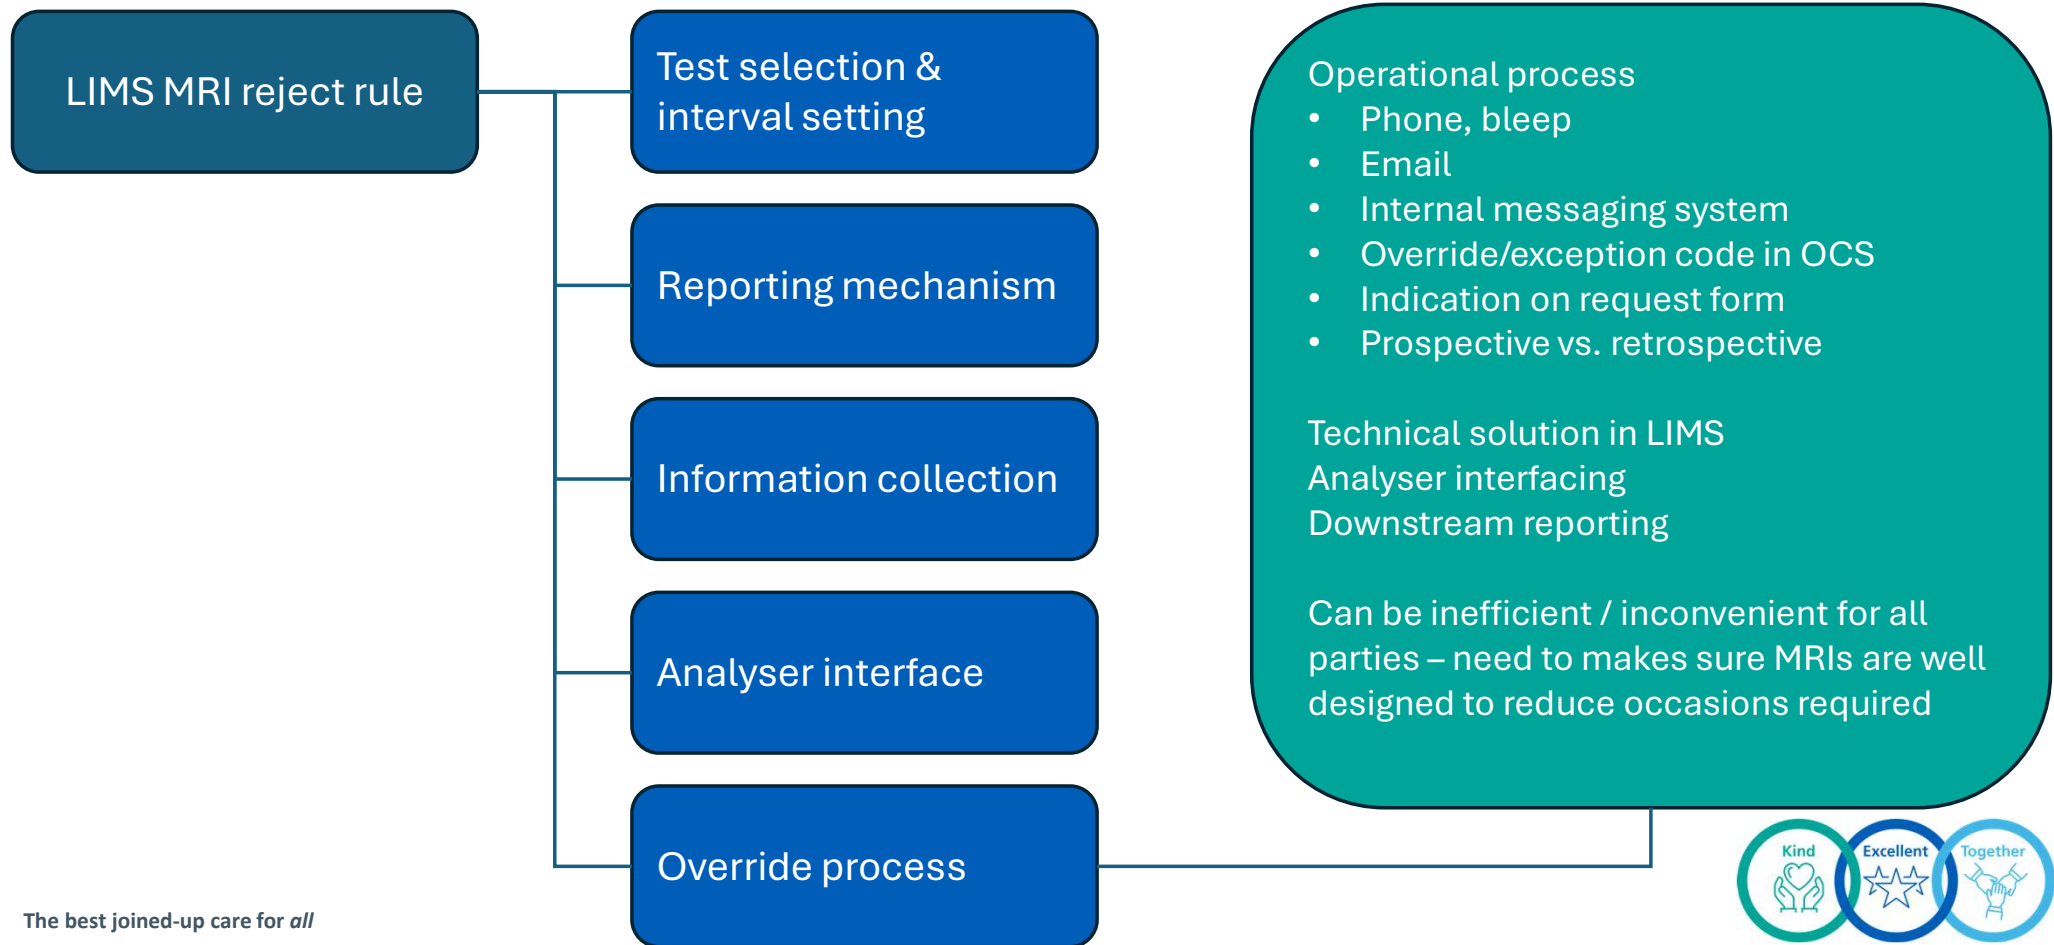 LIMS MRI reject rule
Test selection &
interval setting
Reporting mechanism
Information collection
Analyser interface
Override process
Operational process
• Phone, bleep
• Email
• Internal messaging system
• Override/exception code in OCS
• Indication on request form
• Prospective vs. retrospective
Technical solution in LIMS
Analyser interfacing
Downstream reporting
Can be inefficient / inconvenient for all
parties – need to makes sure MRIs are well
designed to reduce occasions required
Kind
Excellent
Together
The best joined-up care for all